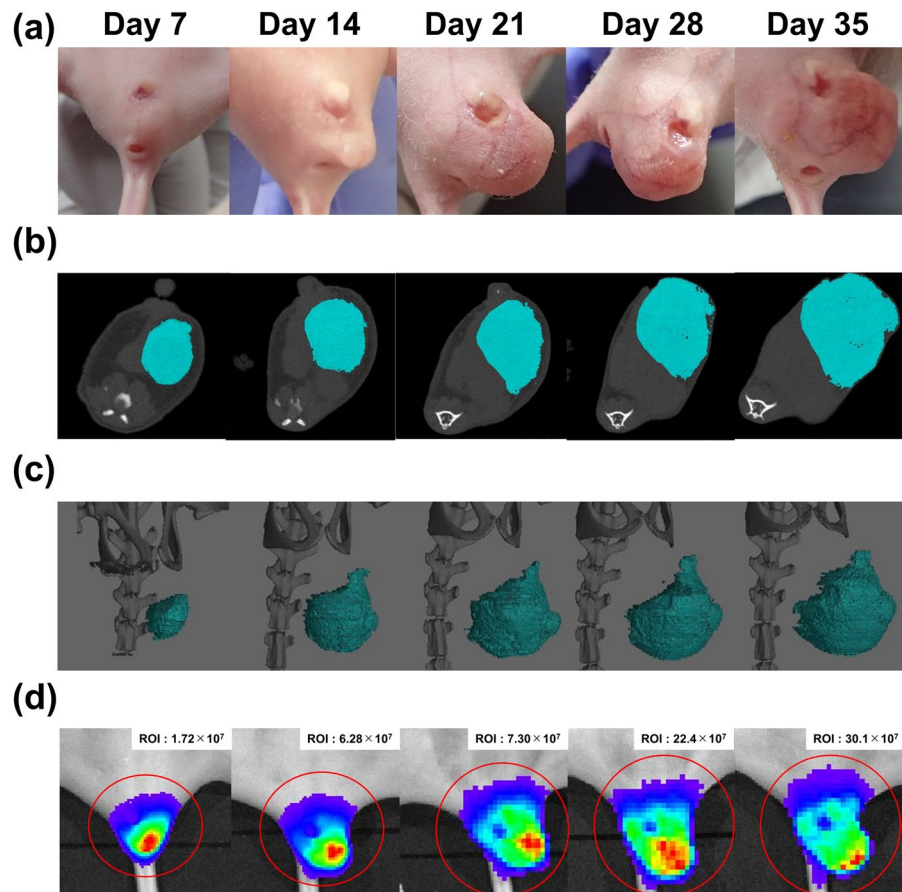 (a)
Day 7 Day 14 Day 21 Day 28 Day 35
(b)
(c)
(d)
ROI : 1.72×10⁷ ROI : 6.28×10⁷ ROI : 7.30×10⁷ ROI : 22.4×10⁷ ROI : 30.1×10⁷